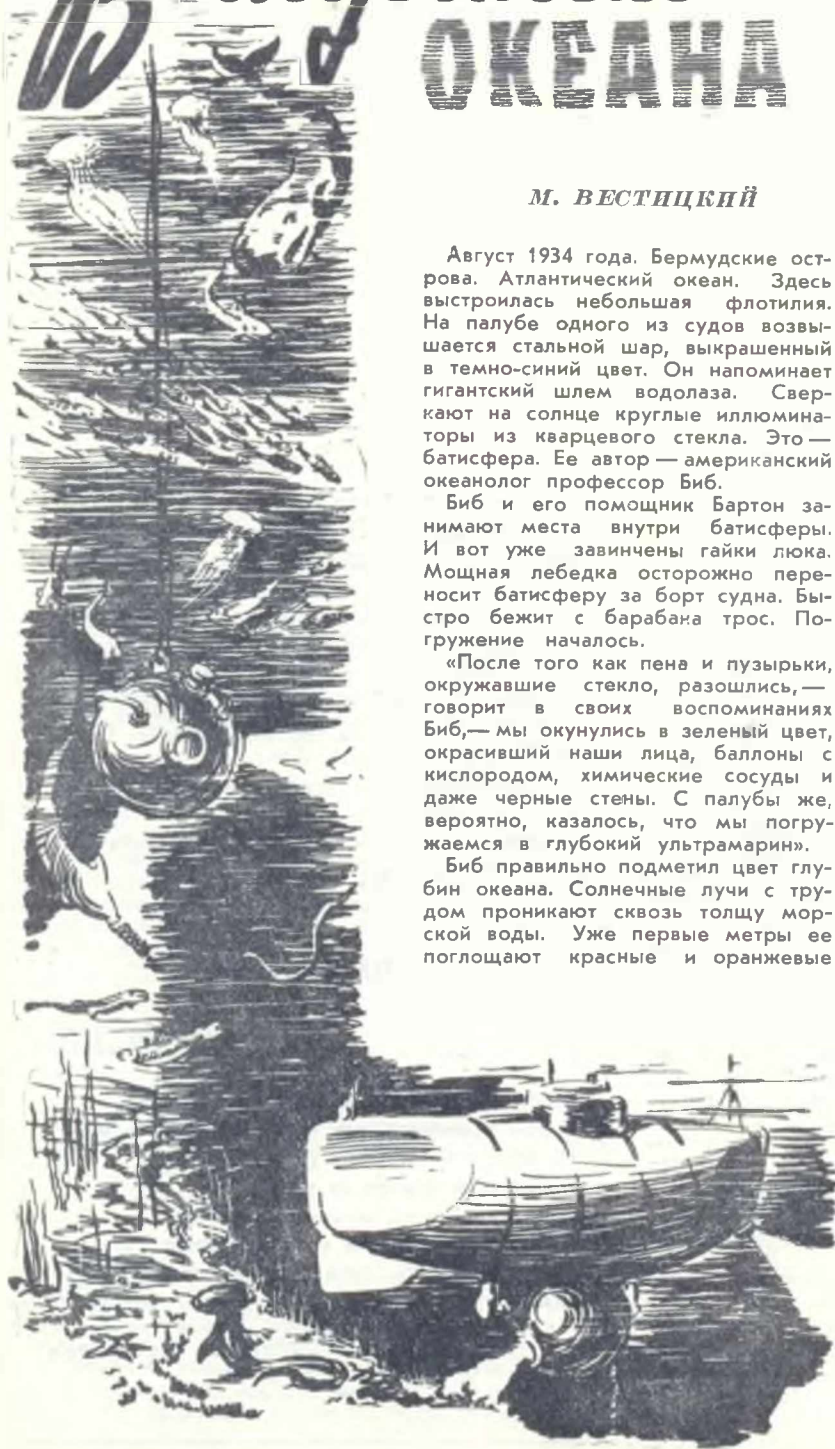 ОКЕАНА
М. ВЕСТИЦКИЙ
Август 1934 года. Бермудские ост-
рова. Атлантический океан. Здесь
выстроилась небольшая флотилия.
На палубе одного из судов возвы-
шается стальной шар, выкрашенный
в темно-синий цвет. Он напоминает
гигантский шлем водолаза. Свер-
кают на солнце круглые иллюмина-
торы из кварцевого стекла. Это —
батисфера. Ее автор — американский
океанолог профессор Биб.
Биб и его помощник Бартон за-
нимают места внутри батисферы.
И вот уже завинчены гайки люка.
Мощная лебедка осторожно пере-
носит батисферу за борт судна. Бы-
стро бежит с барабана трос. По-
гружение началось.
«После того как пена и пузырьки,
окружавшие стекло, разошлись,—
говорит в своих воспоминаниях
Биб,— мы окунулись в зеленый цвет,
окрасивший наши лица, баллоны с
кислородом, химические сосуды и
даже черные стены. С палубы же,
вероятно, казалось, что мы погру-
жаемся в глубокий ультрамарин».
Биб правильно подметил цвет глу-
бин океана. Солнечные лучи с тру-
дом проникают сквозь толщу мор-
ской воды. Уже первые метры ее
поглощают красные и оранжевые